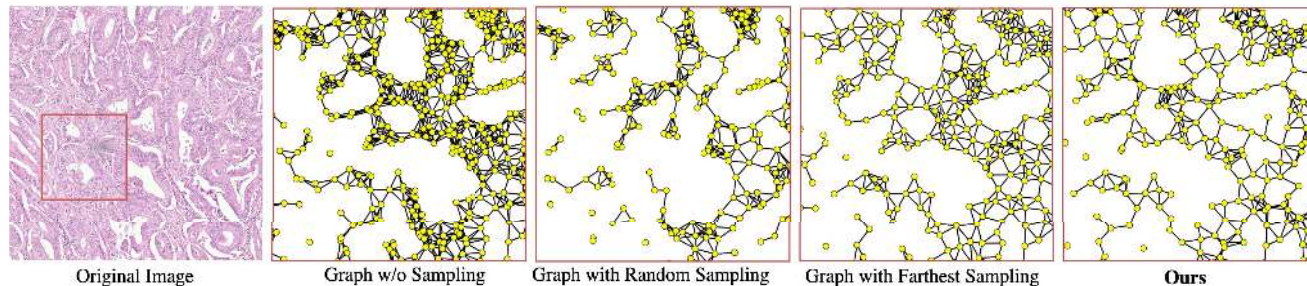 Original Image
Graph w/o Sampling
Graph with Random Sampling
Graph with Farthest Sampling
Ours